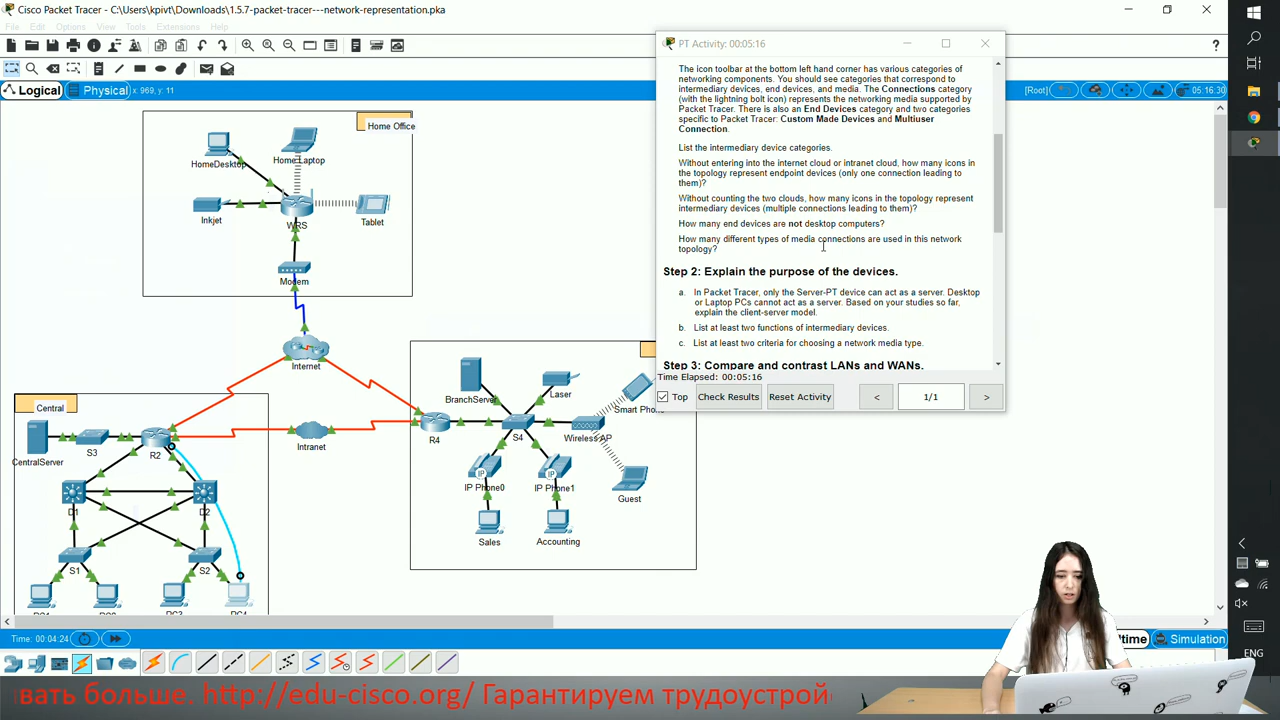 Cisco Packet Tracer - C:\Users\kpivt\Downloads\1.5.7-packet-tracer---network-representation.pka
File Edit Options View Tools Extensions Help
Logical Physical x: 969, y: 11 [Root] 05:16:30
PT Activity: 00:05:16
The icon toolbar at the bottom left hand corner has various categories of
networking components. You should see categories that correspond to
intermediary devices, end devices, and media. The Connections category
(with the lightning bolt icon) represents the networking media supported by
Packet Tracer. There is also an End Devices category and two categories
specific to Packet Tracer: Custom Made Devices and Multiuser
Connection.
List the intermediary device categories.
Without entering into the internet cloud or intranet cloud, how many icons in
the topology represent endpoint devices (only one connection leading to
them)?
Without counting the two clouds, how many icons in the topology represent
intermediary devices (multiple connections leading to them)?
How many end devices are not desktop computers?
How many different types of media connections are used in this network
topology?
Step 2: Explain the purpose of the devices.
a. In Packet Tracer, only the Server-PT device can act as a server. Desktop
or Laptop PCs cannot act as a server. Based on your studies so far,
explain the client-server model.
b. List at least two functions of intermediary devices.
c. List at least two criteria for choosing a network media type.
Step 3: Compare and contrast LANs and WANs.
Time Elapsed: 00:05:16
Top Check Results Reset Activity < 1/1 >
Home Office
HomeDesktop
Home Laptop
Inkjet
WRS
Tablet
Modem
Internet
Central
CentralServer
S3
R2
Intranet
R4
BranchServer
Laser
Smart Phone
S4
Wireless AP
IP
IP
IP Phone0
IP Phone1
Guest
Sales
Accounting
D1
D2
S1
S2
Time: 00:04:24
Simulation
ENG
вать больше. http://edu-cisco.org/ Гарантируем трудоустрой